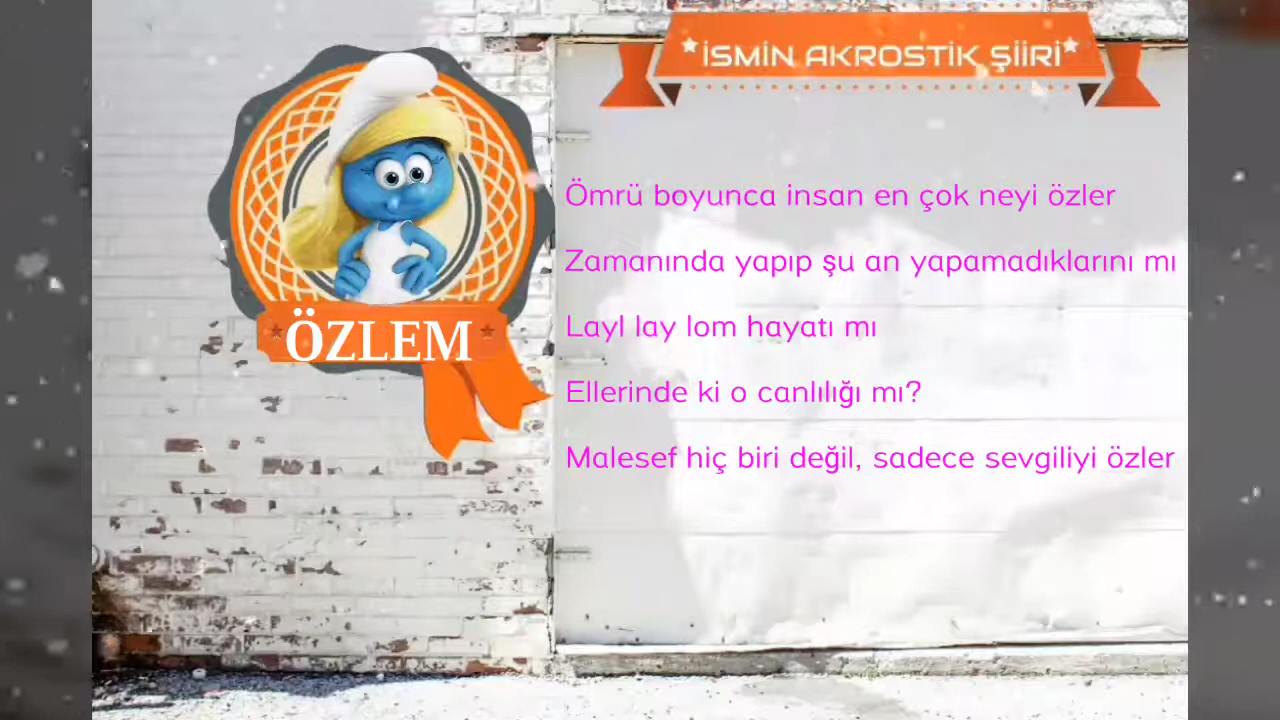 İSMİN AKROSTİK ŞİİRİ
ÖZLEM
Ömrü boyunca insan en çok neyi özler
Zamanında yapıp şu an yapamadıklarını mı
Layl lay lom hayatı mı
Ellerinde ki o canlılığı mı?
Malesef hiç biri değil, sadece sevgiliyi özler